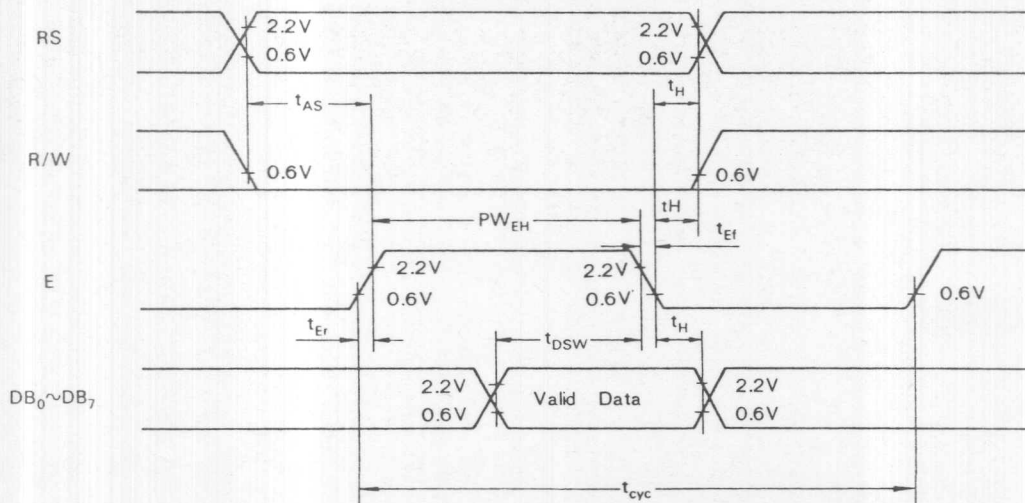 RS
2.2V
0.6V
2.2V
0.6V
tAS
tH
R/W
0.6V
0.6V
PWEH
tH
tEf
E
2.2V
0.6V
2.2V
0.6V
0.6V
tEr
tDSW
tH
DB0~DB7
2.2V
0.6V
Valid Data
2.2V
0.6V
tcyc